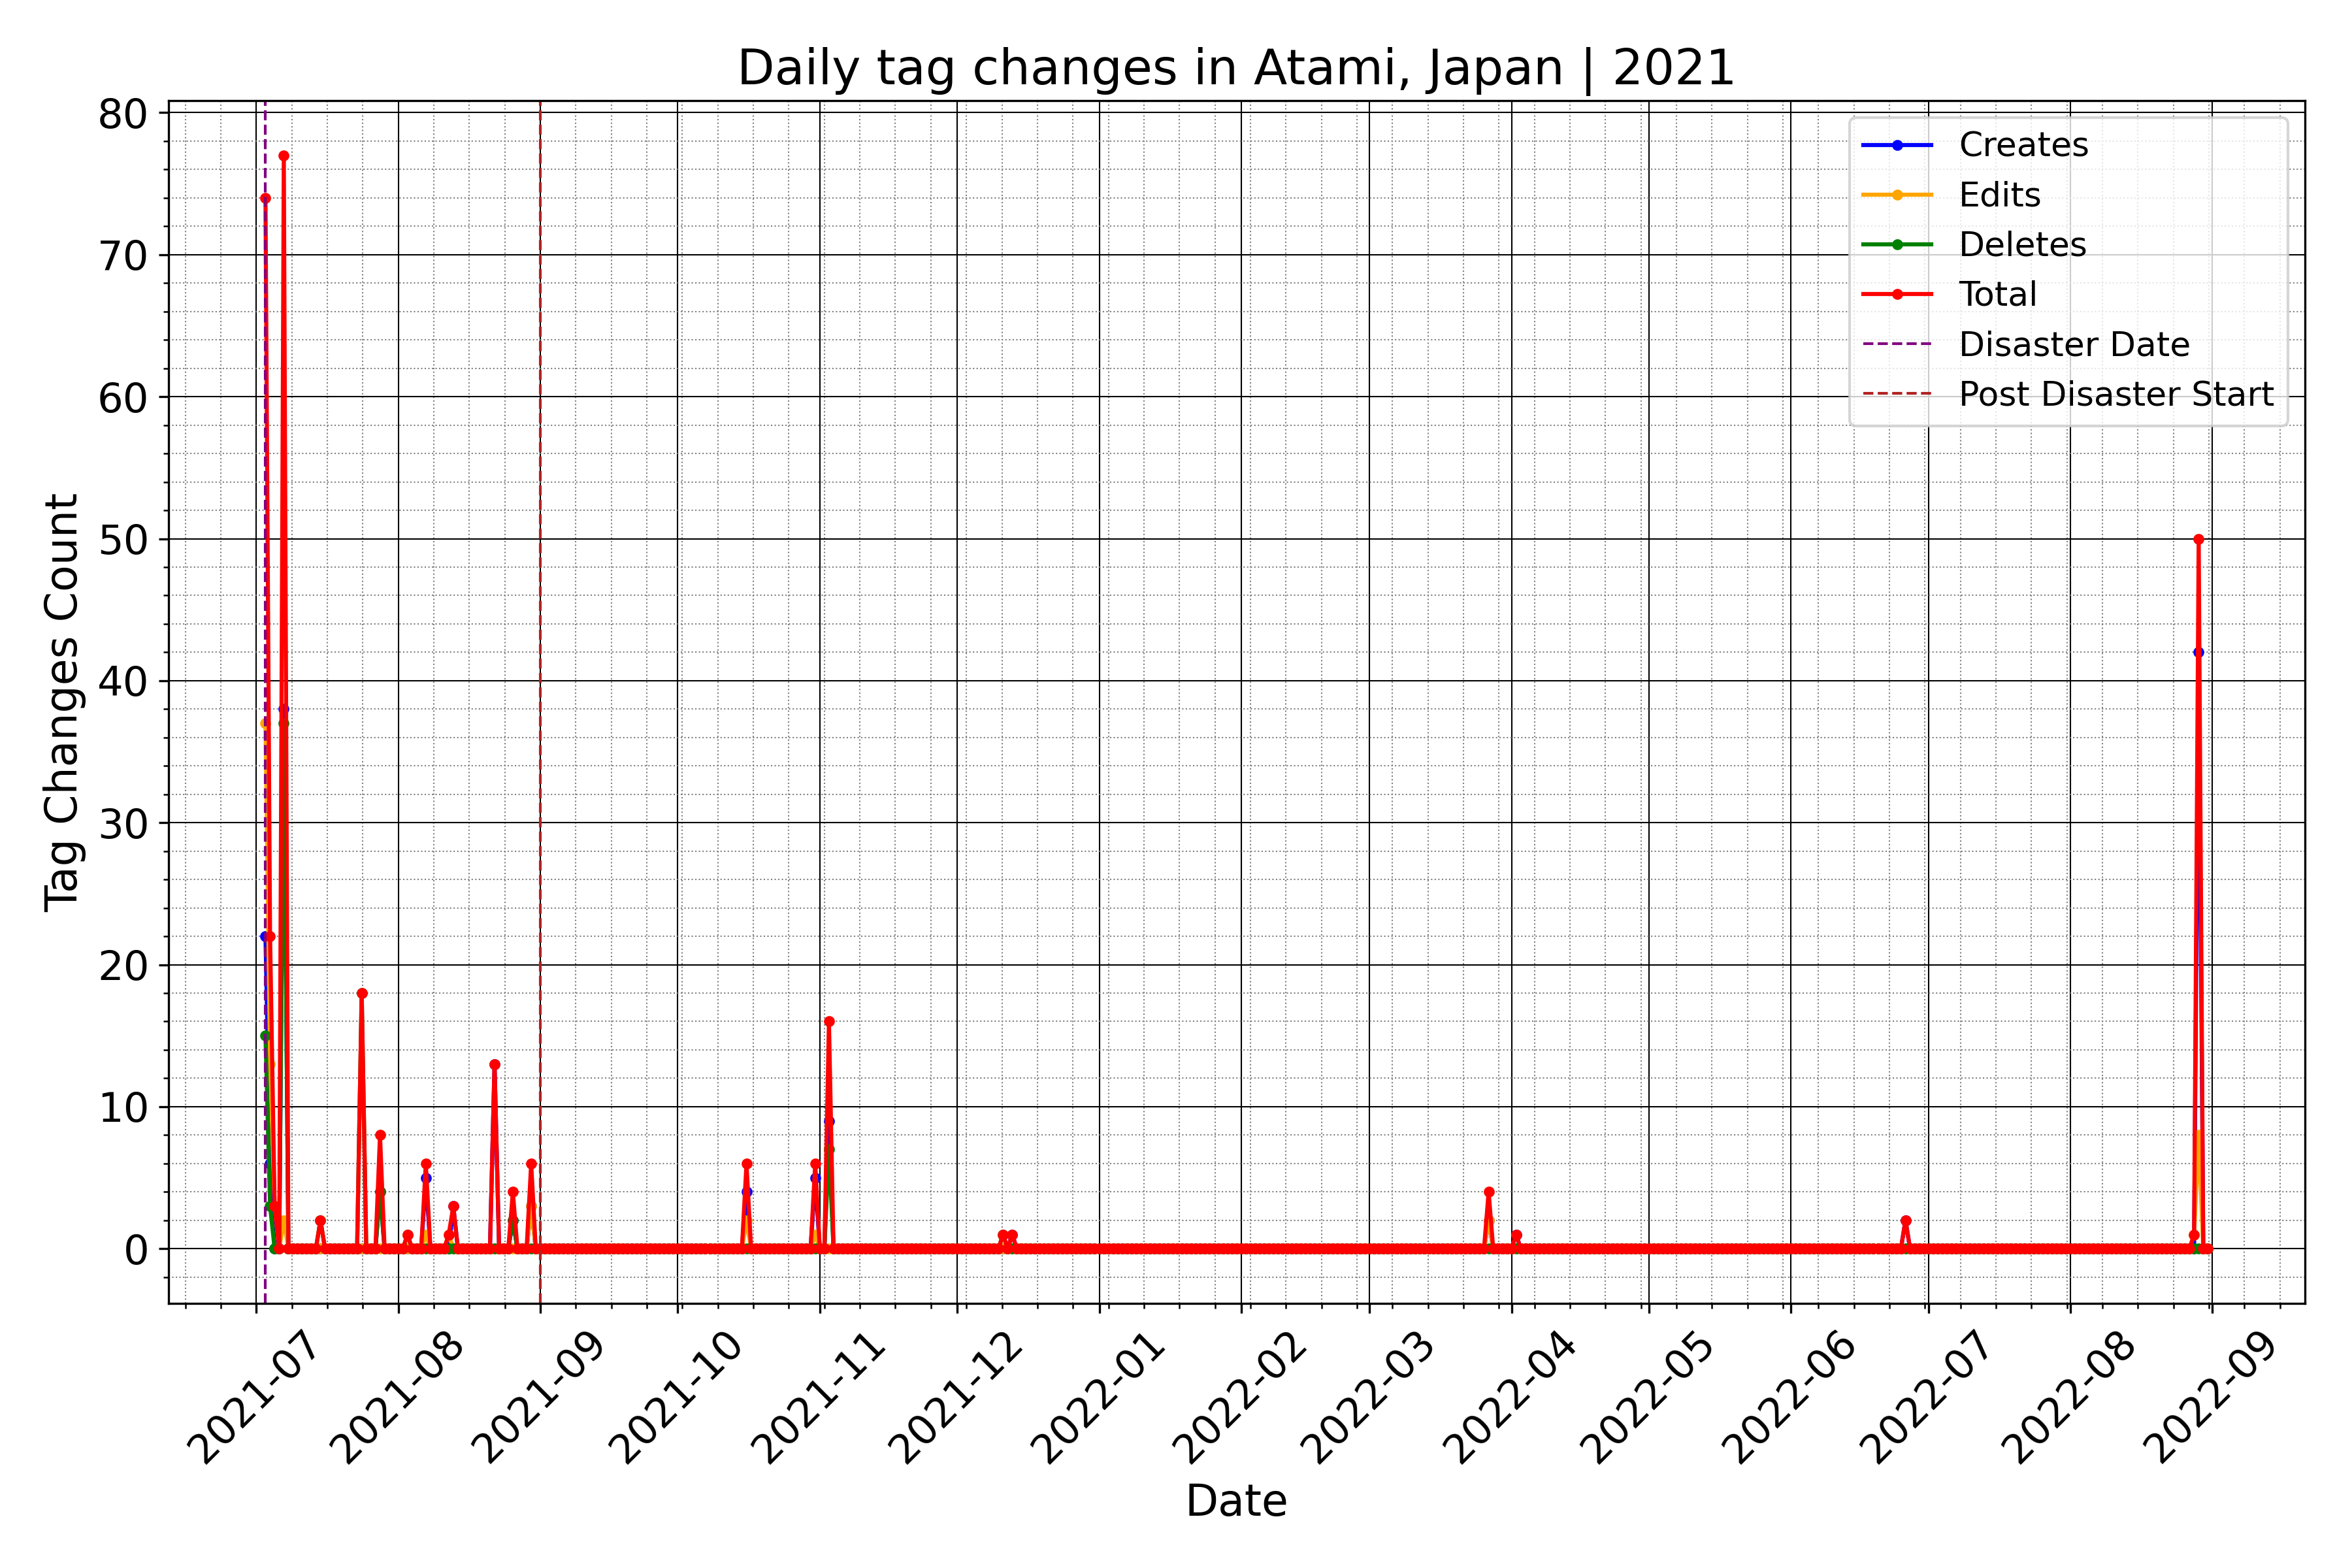 Daily tag changes in Atami, Japan | 2021
80
70
60
50
40
30
20
10
0
Tag Changes Count
Creates
Edits
Deletes
Total
Disaster Date
Post Disaster Start
2021-07
2021-08
2021-09
2021-10
2021-11
2021-12
2022-01
2022-02
2022-03
2022-04
2022-05
2022-06
2022-07
2022-08
2022-09
Date